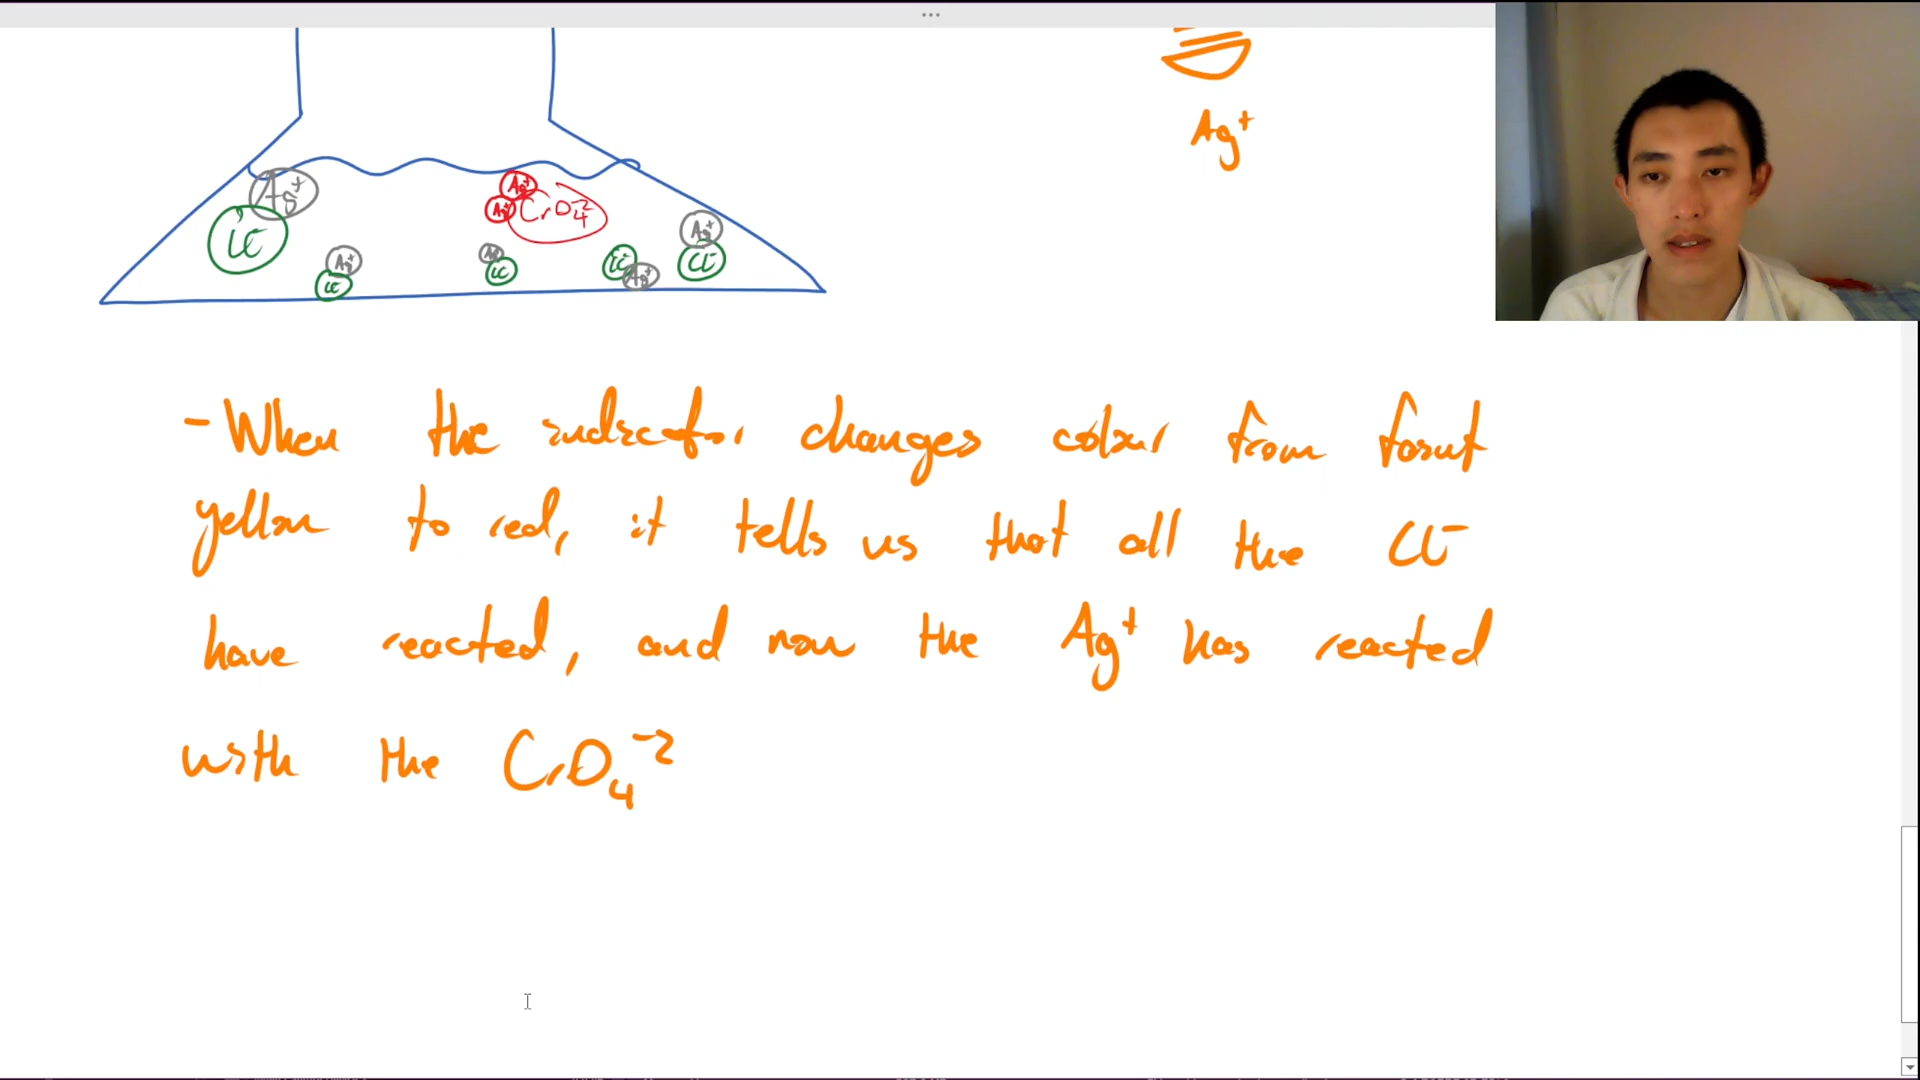 Ag⁺
Ag⁺
Cl⁻
Ag⁺
Cl⁻
Ag⁺
Ag⁺
CrO₄⁻²
Ag⁺
Cl⁻
Cl⁻
Ag⁺
Ag⁺
Cl⁻
- When the indicator changes colour from faint
yellow to red, it tells us that all the Cl⁻
have reacted, and now the Ag⁺ has reacted
with the CrO₄⁻²